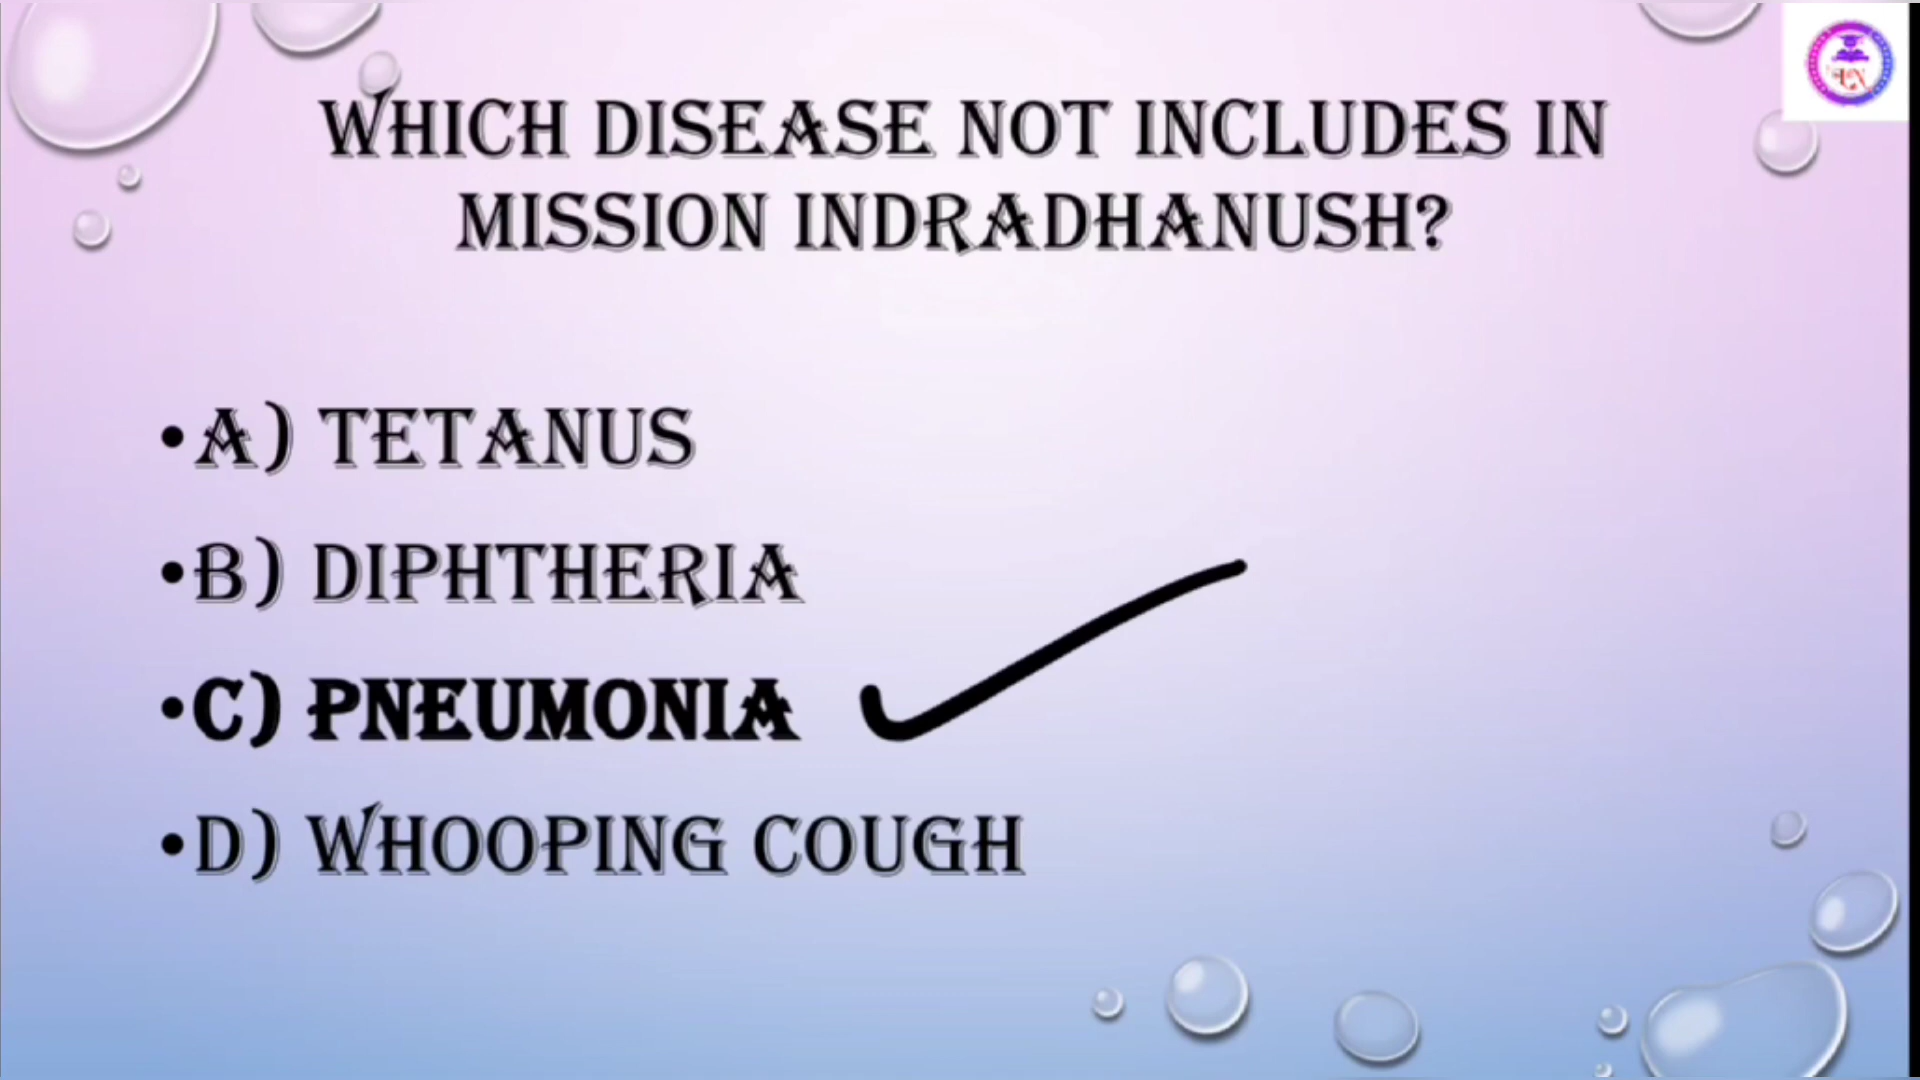 WHICH DISEASE NOT INCLUDES IN
MISSION INDRADHANUSH?
•A) TETANUS
•B) DIPHTHERIA
•C) PNEUMONIA
•D) WHOOPING COUGH